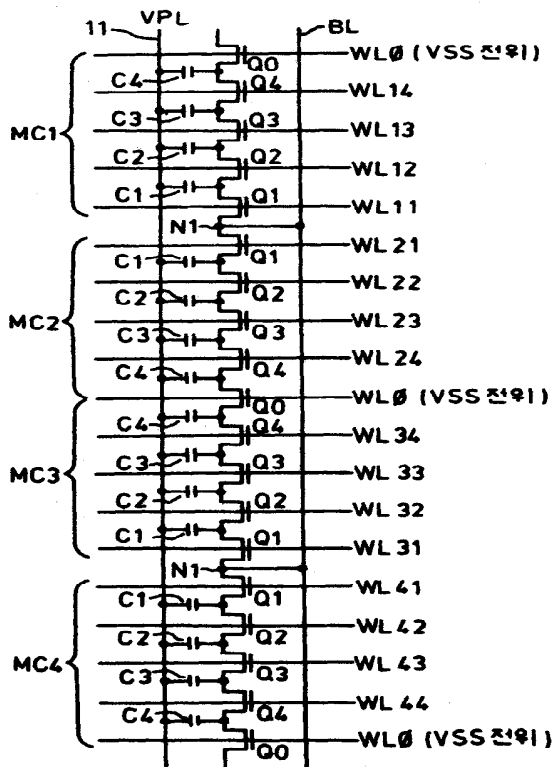 11 VPL BL
WLØ (VSS 전위)
Q0
C4 Q4 WL14
C3 Q3 WL13
MC1
C2 Q2 WL12
C1 Q1 WL11
N1
WL21
C1 Q1
WL22
C2 Q2
MC2 WL23
C3 Q3
WL24
C4 Q4
WLØ (VSS 전위)
Q0
C4 Q4 WL34
C3 Q3 WL33
MC3
C2 Q2 WL32
C1 Q1 WL31
N1
WL41
C1 Q1
WL42
C2 Q2
MC4 WL43
C3 Q3
WL44
C4 Q4
WLØ (VSS 전위)
Q0